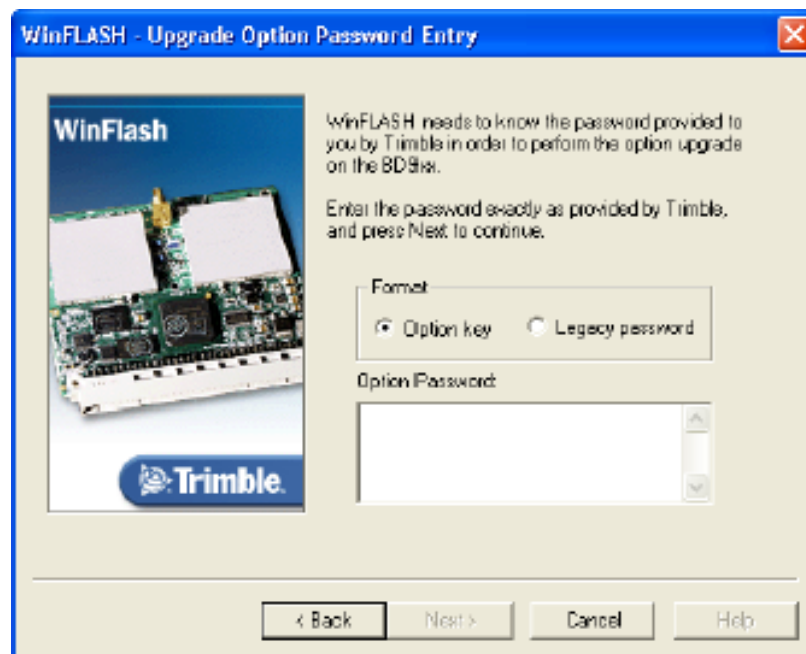 WinFLASH - Upgrade Option Password Entry
WinFlash
WinFLASH needs to know the password provided to
you by Trimble in order to perform the option upgrade
on the BD9xx.
Enter the password exactly as provided by Trimble,
and press Next to continue.
Format
Option key
Legacy password
Option Password:
Trimble.
< Back
Next >
Cancel
Help